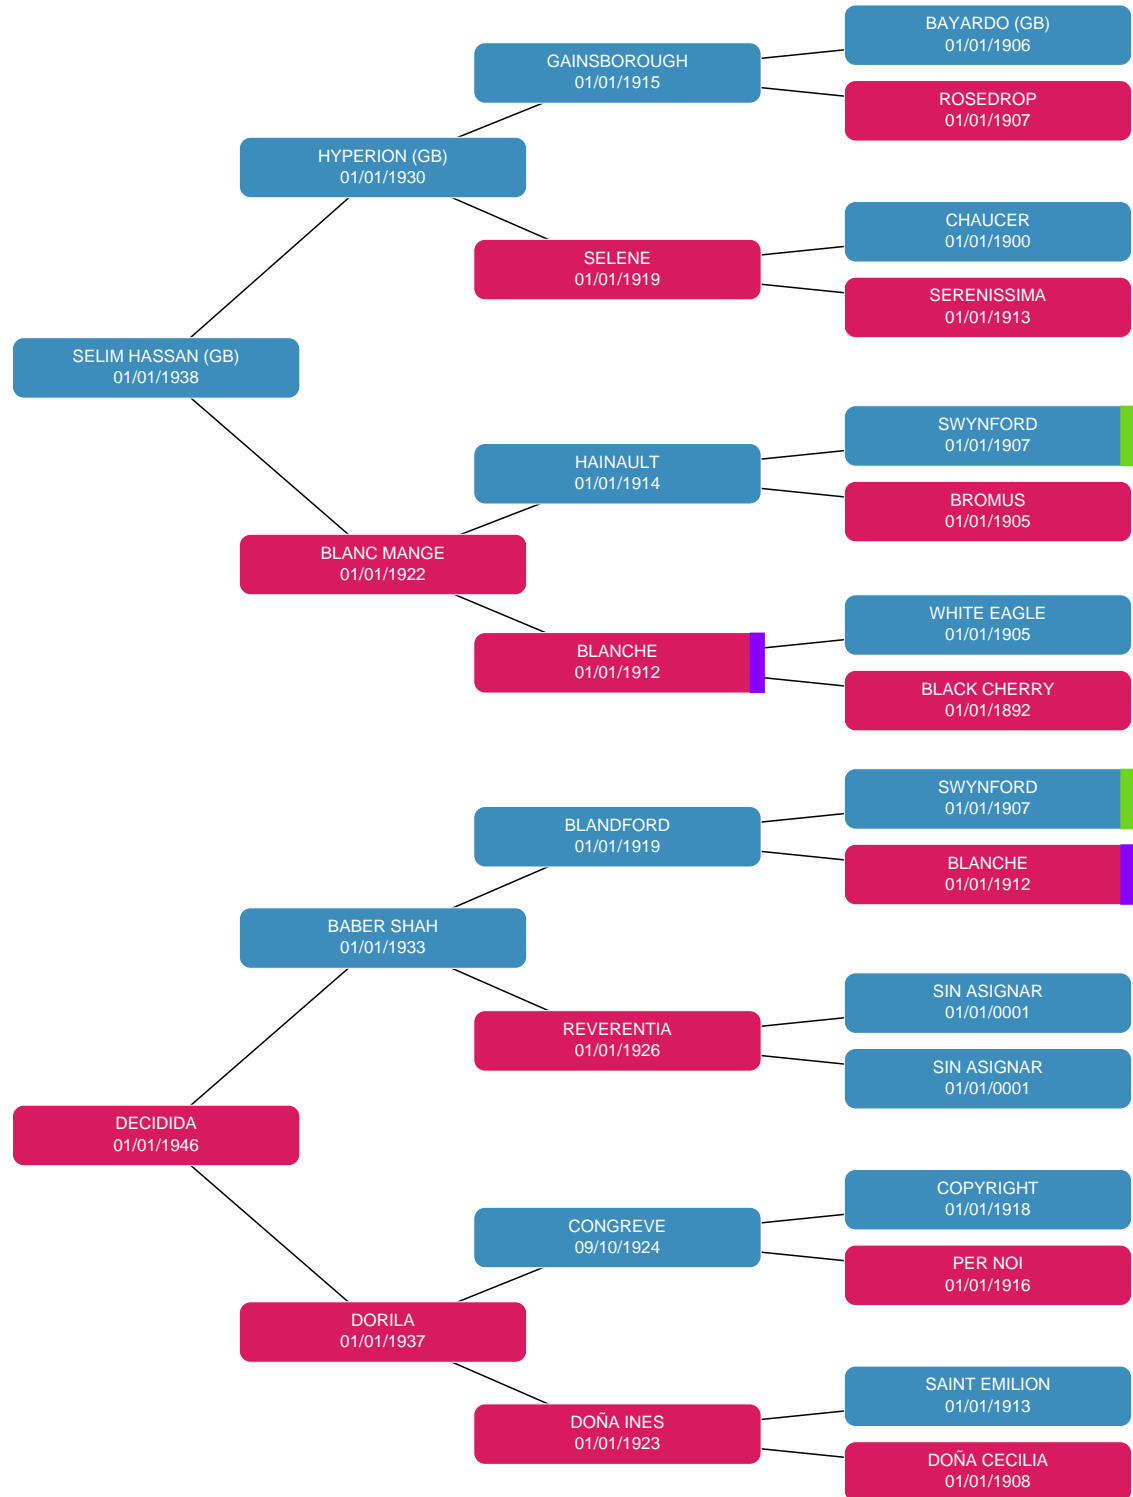 BAYARDO (GB)
01/01/1906
GAINSBOROUGH
01/01/1915
ROSEDROP
01/01/1907
HYPERION (GB)
01/01/1930
CHAUCER
01/01/1900
SELENE
01/01/1919
SERENISSIMA
01/01/1913
SELIM HASSAN (GB)
01/01/1938
SWYNFORD
01/01/1907
HAINAULT
01/01/1914
BROMUS
01/01/1905
BLANC MANGE
01/01/1922
WHITE EAGLE
01/01/1905
BLANCHE
01/01/1912
BLACK CHERRY
01/01/1892
SWYNFORD
01/01/1907
BLANDFORD
01/01/1919
BLANCHE
01/01/1912
BABER SHAH
01/01/1933
SIN ASIGNAR
01/01/0001
REVERENTIA
01/01/1926
SIN ASIGNAR
01/01/0001
DECIDIDA
01/01/1946
COPYRIGHT
01/01/1918
CONGREVE
09/10/1924
PER NOI
01/01/1916
DORILA
01/01/1937
SAINT EMILION
01/01/1913
DOÑA INES
01/01/1923
DOÑA CECILIA
01/01/1908